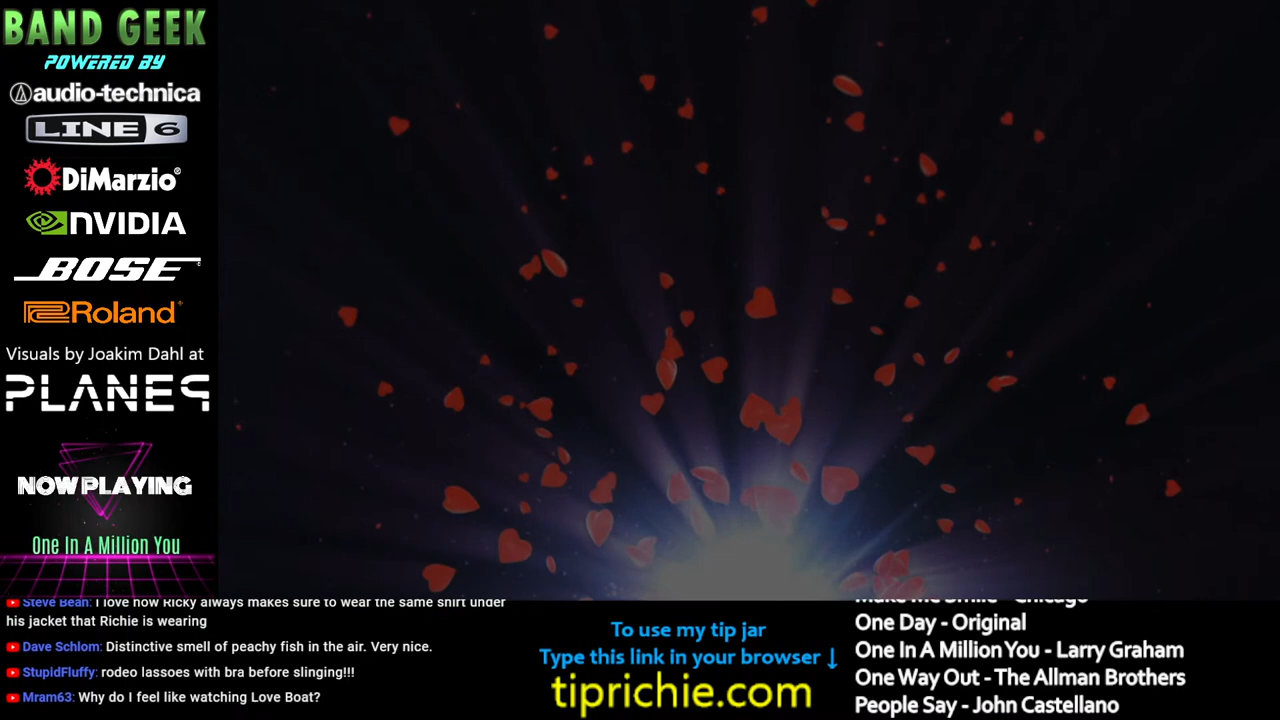 BAND GEEK
POWERED BY
audio-technica
LINE 6
DiMarzio®
NVIDIA
BOSE
Roland
Visuals by Joakim Dahl at
PLANE9
NOW PLAYING
One In A Million You
Steve Bean: I love how Ricky always makes sure to wear the same shirt under
his jacket that Richie is wearing
Dave Schlom: Distinctive smell of peachy fish in the air. Very nice.
StupidFluffy: rodeo lassoes with bra before slinging!!!
Mram63: Why do I feel like watching Love Boat?
To use my tip jar
Type this link in your browser ↓
tiprichie.com
Make Me Smile - Chicago
One Day - Original
One In A Million You - Larry Graham
One Way Out - The Allman Brothers
People Say - John Castellano